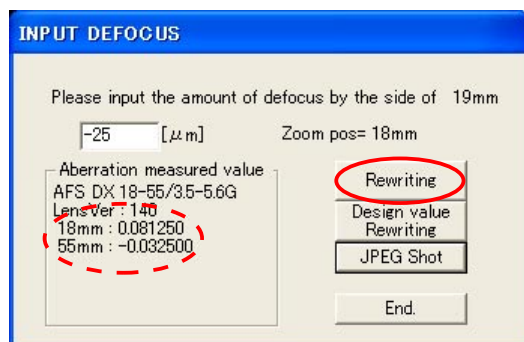 INPUT DEFOCUS
Please input the amount of defocus by the side of 19mm
-25 [μm] Zoom pos= 18mm
Aberration measured value
AFS DX 18-55/3.5-5.6G
LensVer : 140
18mm : 0.081250
55mm : -0.032500
Rewriting
Design value
Rewriting
JPEG Shot
End.